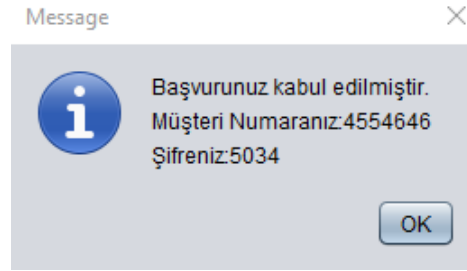 Message
Başvurunuz kabul edilmiştir.
Müşteri Numaranız:4554646
Şifreniz:5034
OK